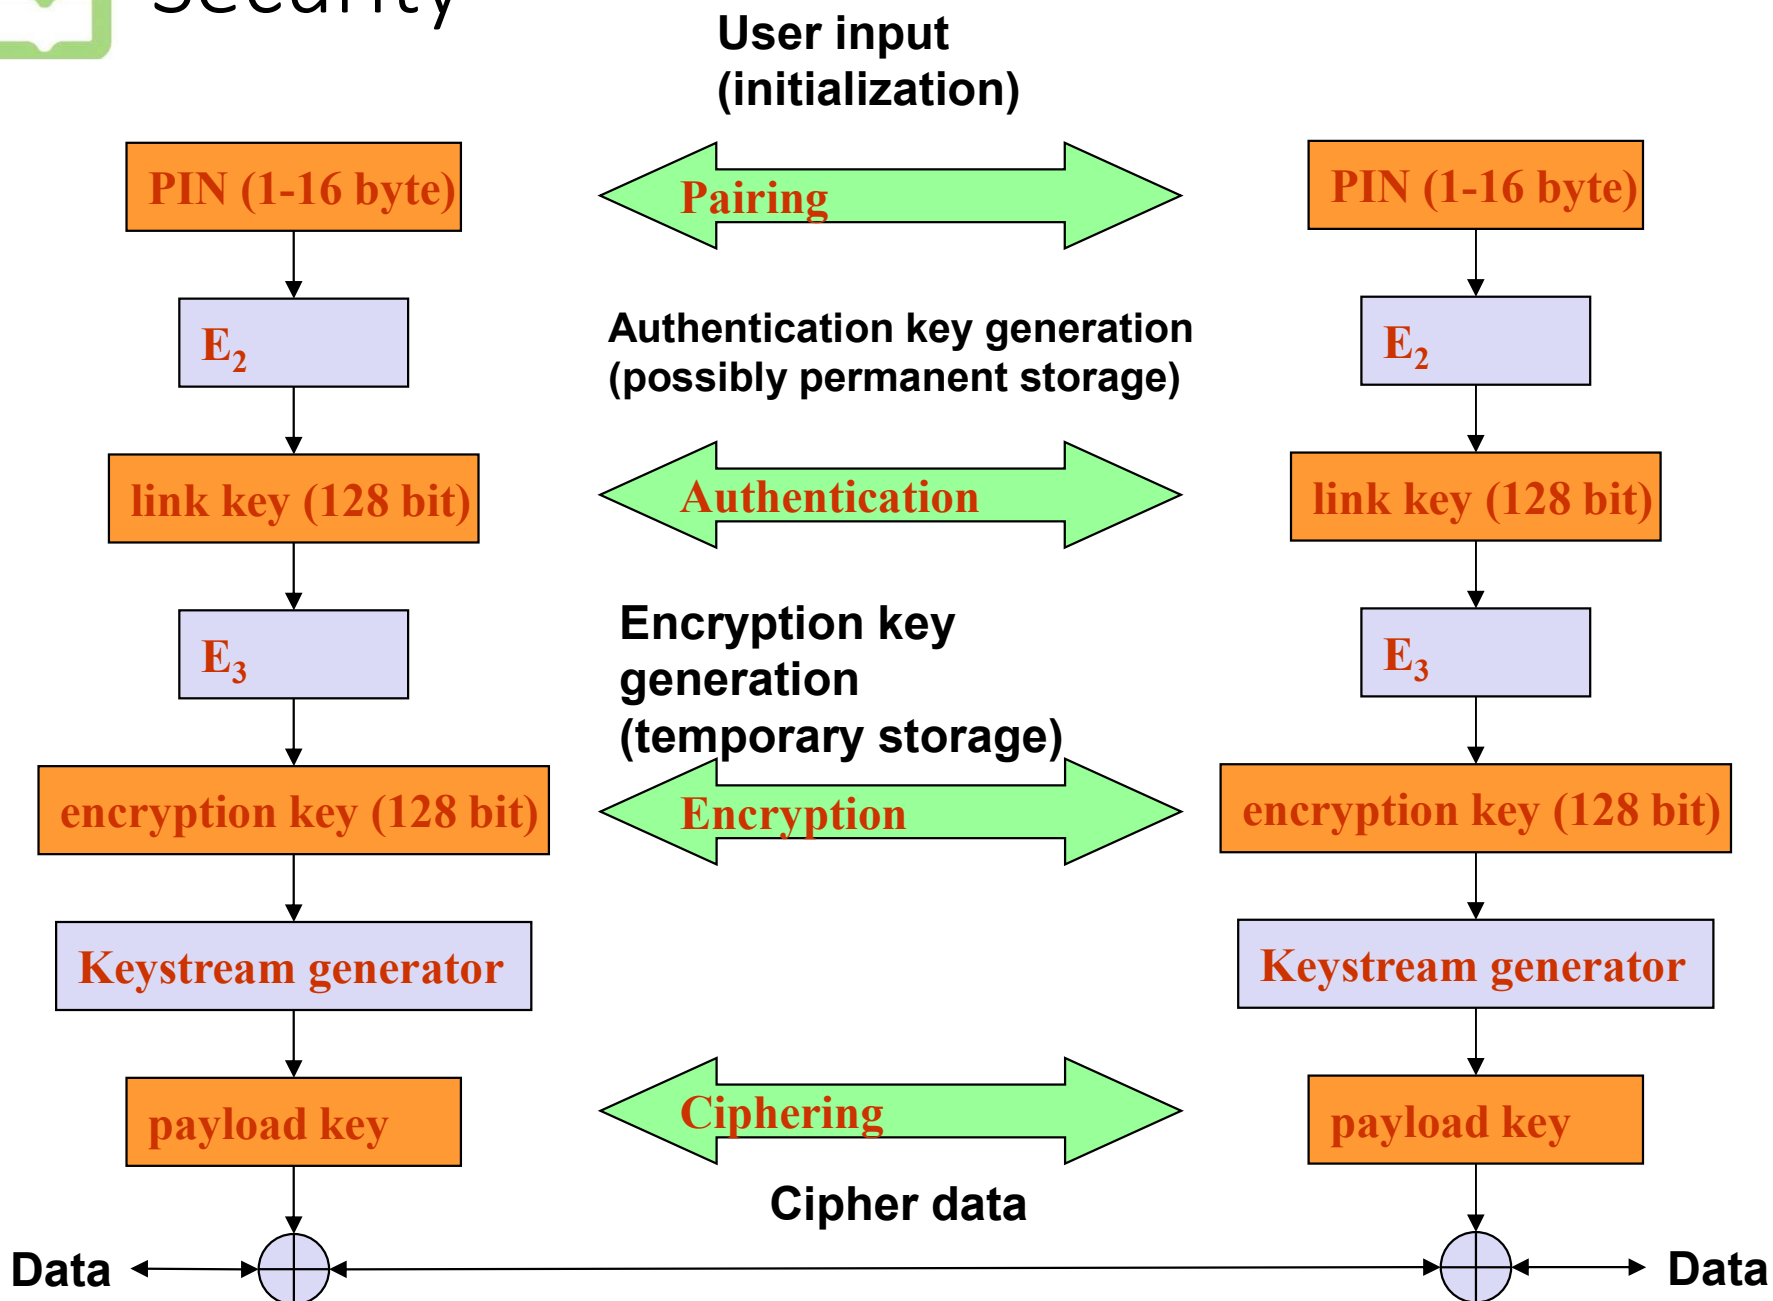 Security
User input
(initialization)
PIN (1-16 byte)
Pairing
PIN (1-16 byte)
E₂
Authentication key generation
(possibly permanent storage)
E₂
link key (128 bit)
Authentication
link key (128 bit)
E₃
Encryption key
generation
(temporary storage)
E₃
encryption key (128 bit)
Encryption
encryption key (128 bit)
Keystream generator
Keystream generator
payload key
Ciphering
payload key
Cipher data
Data
Data